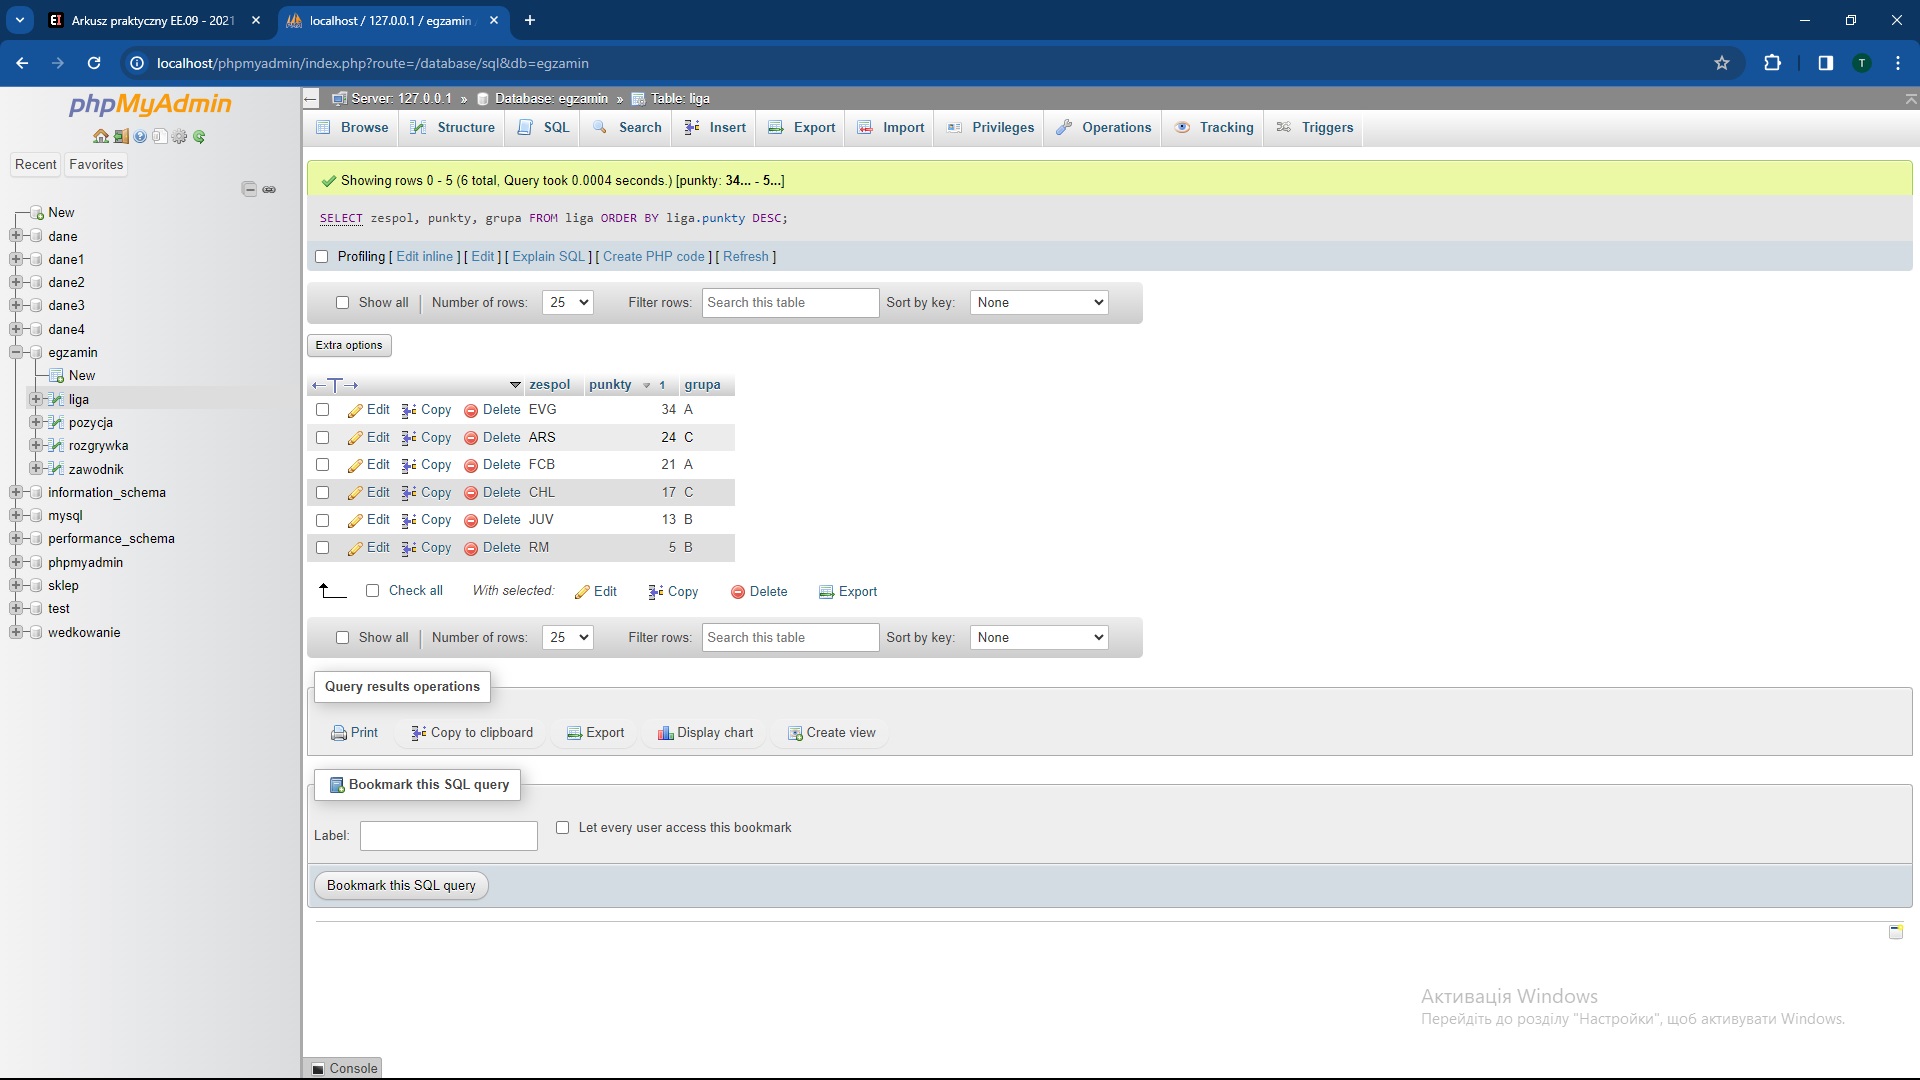 Arkusz praktyczny EE.09 - 2021
localhost / 127.0.0.1 / egzamin
localhost/phpmyadmin/index.php?route=/database/sql&db=egzamin
T
phpMyAdmin
Recent Favorites
New
dane
dane1
dane2
dane3
dane4
egzamin
New
liga
pozycja
rozgrywka
zawodnik
information_schema
mysql
performance_schema
phpmyadmin
sklep
test
wedkowanie
Server: 127.0.0.1 » Database: egzamin » Table: liga
Browse Structure SQL Search Insert Export Import Privileges Operations Tracking Triggers
Showing rows 0 - 5 (6 total, Query took 0.0004 seconds.) [punkty: 34... - 5...]
SELECT zespol, punkty, grupa FROM liga ORDER BY liga.punkty DESC;
Profiling [ Edit inline ] [ Edit ] [ Explain SQL ] [ Create PHP code ] [ Refresh ]
Show all | Number of rows: 25 Filter rows: Search this table Sort by key: None
Extra options
←T→ zespol punkty 1 grupa
Edit Copy Delete EVG 34 A
Edit Copy Delete ARS 24 C
Edit Copy Delete FCB 21 A
Edit Copy Delete CHL 17 C
Edit Copy Delete JUV 13 B
Edit Copy Delete RM 5 B
Check all With selected: Edit Copy Delete Export
Show all | Number of rows: 25 Filter rows: Search this table Sort by key: None
Query results operations
Print Copy to clipboard Export Display chart Create view
Bookmark this SQL query
Label: Let every user access this bookmark
Bookmark this SQL query
Активація Windows
Перейдіть до розділу "Настройки", щоб активувати Windows.
Console